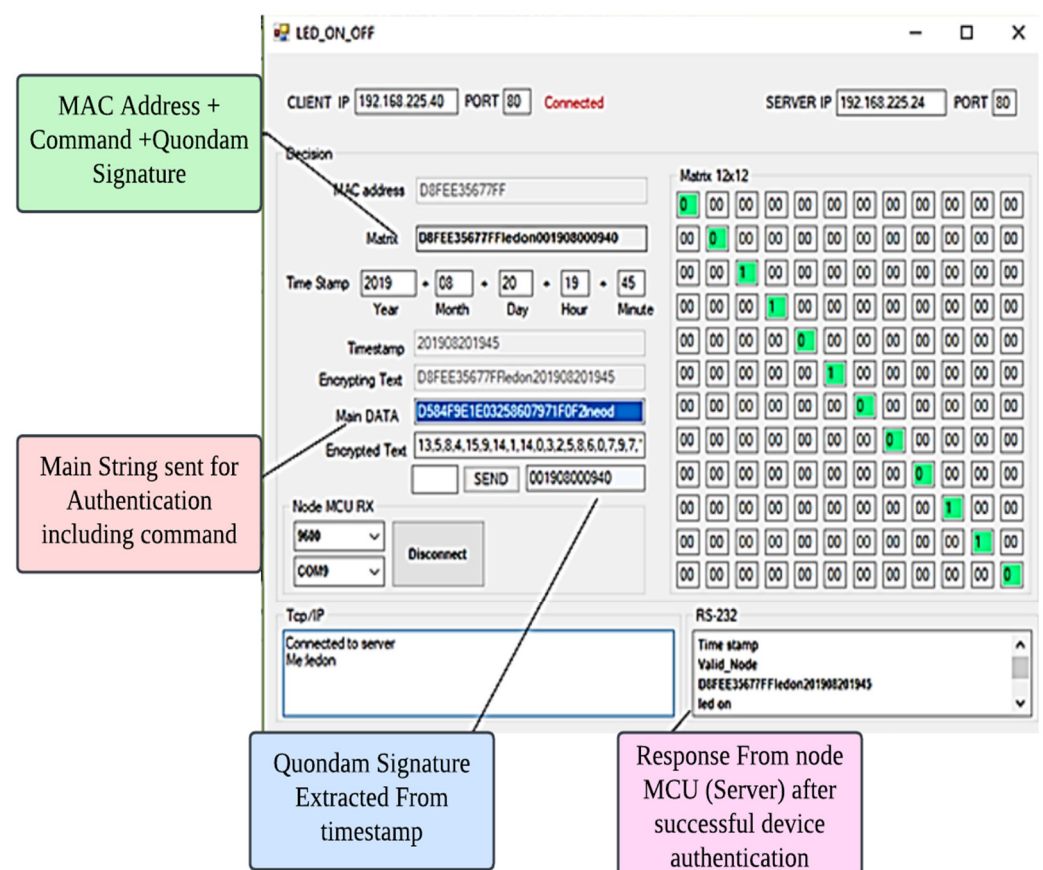 LED_ON_OFF
MAC Address +
Command +Quondam
Signature
CLIENT IP 192.168.225.40 PORT 80 Connected SERVER IP 192.168.225.24 PORT 80
Decision
MAC address D8FEE35677FF
Matrix D8FEE35677FFledon001908000940
Time Stamp 2019 + 08 + 20 + 19 + 45
Year Month Day Hour Minute
Timestamp 201908201945
Encrypting Text D8FEE35677FFledon201908201945
Main DATA D584F9E1E03258607971F0F2neod
Encrypted Text 13,5,8,4,15,9,14,1,14,0,3,2,5,8,6,0,7,9,7,
SEND 001908000940
Main String sent for
Authentication
including command
Node MCU RX
9600
COM9
Disconnect
Matrix 12x12
0 00 00 00 00 00 00 00 00 00 00 00
00 0 00 00 00 00 00 00 00 00 00 00
00 00 1 00 00 00 00 00 00 00 00 00
00 00 00 1 00 00 00 00 00 00 00 00
00 00 00 00 0 00 00 00 00 00 00 00
00 00 00 00 00 1 00 00 00 00 00 00
00 00 00 00 00 00 0 00 00 00 00 00
00 00 00 00 00 00 00 0 00 00 00 00
00 00 00 00 00 00 00 00 0 00 00 00
00 00 00 00 00 00 00 00 00 1 00 00
00 00 00 00 00 00 00 00 00 00 1 00
00 00 00 00 00 00 00 00 00 00 00 0
Tcp/IP
Connected to server
Me:ledon
RS-232
Time stamp
Valid_Node
D8FEE35677FFledon201908201945
led on
Quondam Signature
Extracted From
timestamp
Response From node
MCU (Server) after
successful device
authentication